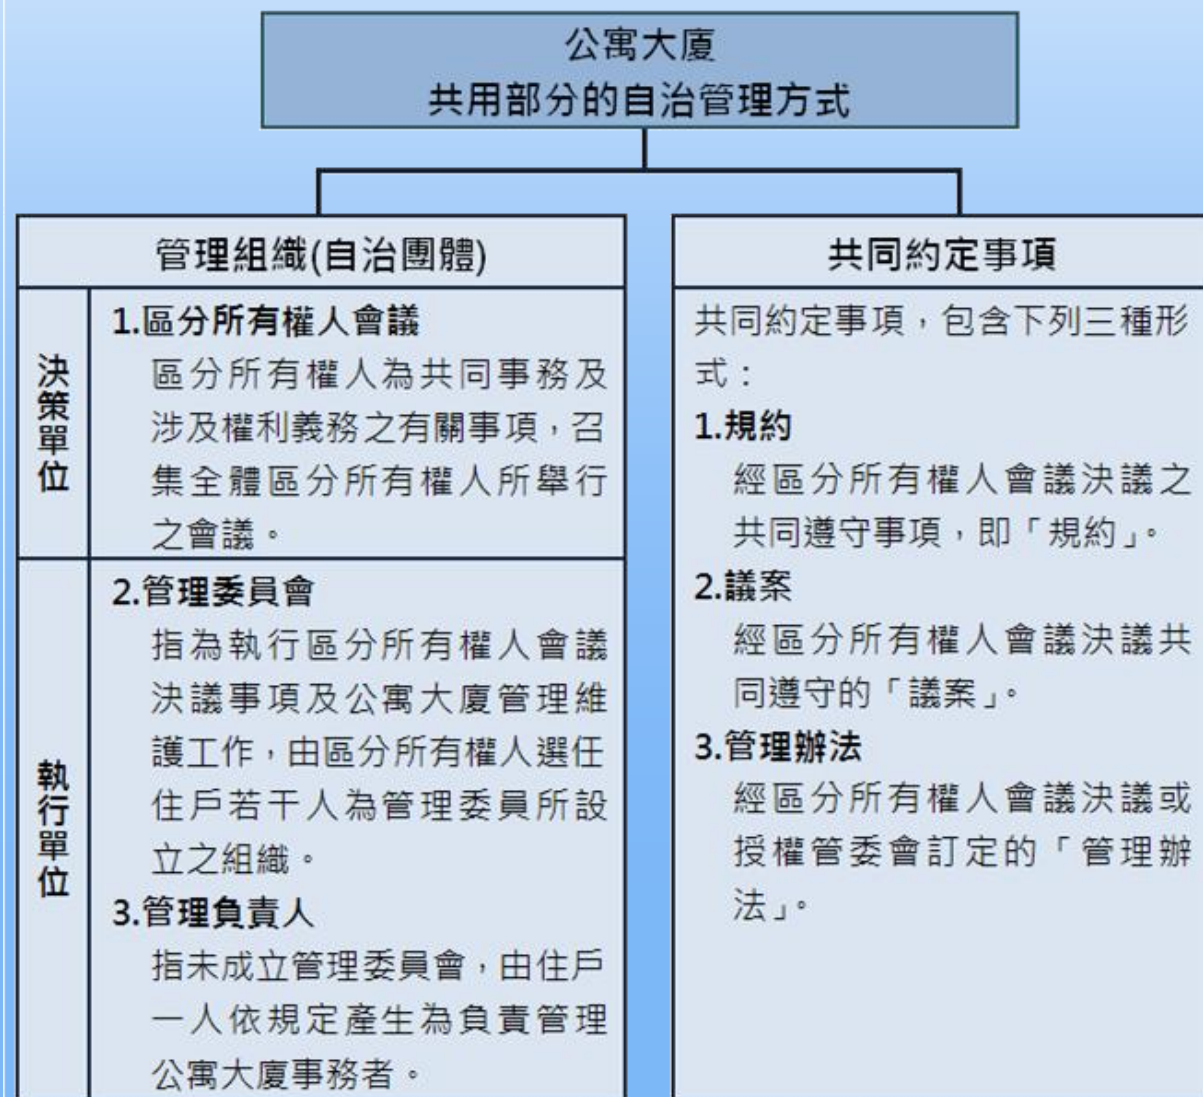 公寓大廈
共用部分的自治管理方式
管理組織(自治團體)
決策單位
1.區分所有權人會議
區分所有權人為共同事務及
涉及權利義務之有關事項，召
集全體區分所有權人所舉行
之會議。
執行單位
2.管理委員會
指為執行區分所有權人會議
決議事項及公寓大廈管理維
護工作，由區分所有權人選任
住戶若干人為管理委員所設
立之組織。
3.管理負責人
指未成立管理委員會，由住戶
一人依規定產生為負責管理
公寓大廈事務者。
共同約定事項
共同約定事項，包含下列三種形
式：
1.規約
經區分所有權人會議決議之
共同遵守事項，即「規約」。
2.議案
經區分所有權人會議決議共
同遵守的「議案」。
3.管理辦法
經區分所有權人會議決議或
授權管委會訂定的「管理辦
法」。